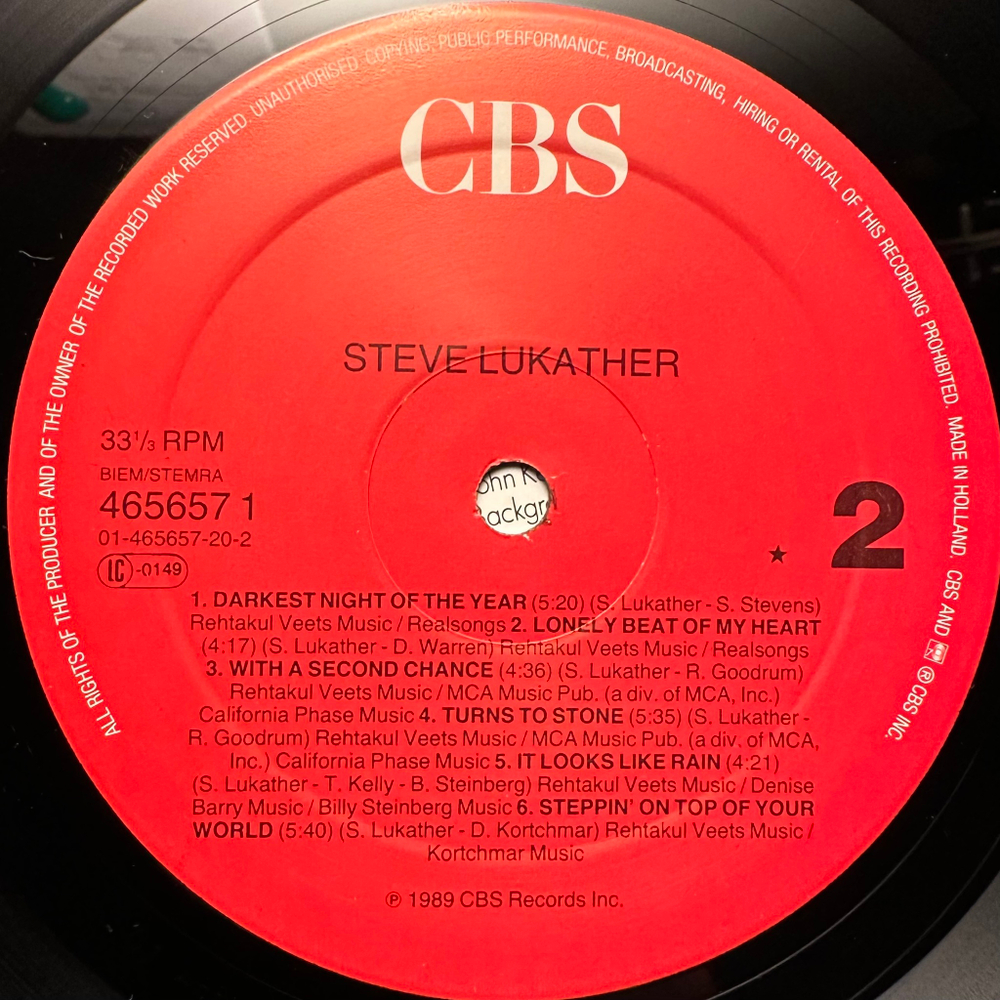 ALL RIGHTS OF THE PRODUCER AND OF THE OWNER OF THE RECORDED WORK RESERVED. UNAUTHORISED COPYING, PUBLIC PERFORMANCE, BROADCASTING, HIRING OR RENTAL OF THIS RECORDING PROHIBITED. MADE IN HOLLAND. CBS AND ® CBS INC.
CBS
STEVE LUKATHER
33 1/3 RPM
BIEM/STEMRA
465657 1
01-465657-20-2
LC -0149
2
★
ackgr
1. DARKEST NIGHT OF THE YEAR (5:20) (S. Lukather - S. Stevens)
Rehtakul Veets Music / Realsongs 2. LONELY BEAT OF MY HEART
(4:17) (S. Lukather - D. Warren) Rehtakul Veets Music / Realsongs
3. WITH A SECOND CHANCE (4:36) (S. Lukather - R. Goodrum)
Rehtakul Veets Music / MCA Music Pub. (a div. of MCA, Inc.)
California Phase Music 4. TURNS TO STONE (5:35) (S. Lukather -
R. Goodrum) Rehtakul Veets Music / MCA Music Pub. (a div. of MCA,
Inc.) California Phase Music 5. IT LOOKS LIKE RAIN (4:21)
(S. Lukather - T. Kelly - B. Steinberg) Rehtakul Veets Music / Denise
Barry Music / Billy Steinberg Music 6. STEPPIN' ON TOP OF YOUR
WORLD (5:40) (S. Lukather - D. Kortchmar) Rehtakul Veets Music /
Kortchmar Music
℗ 1989 CBS Records Inc.